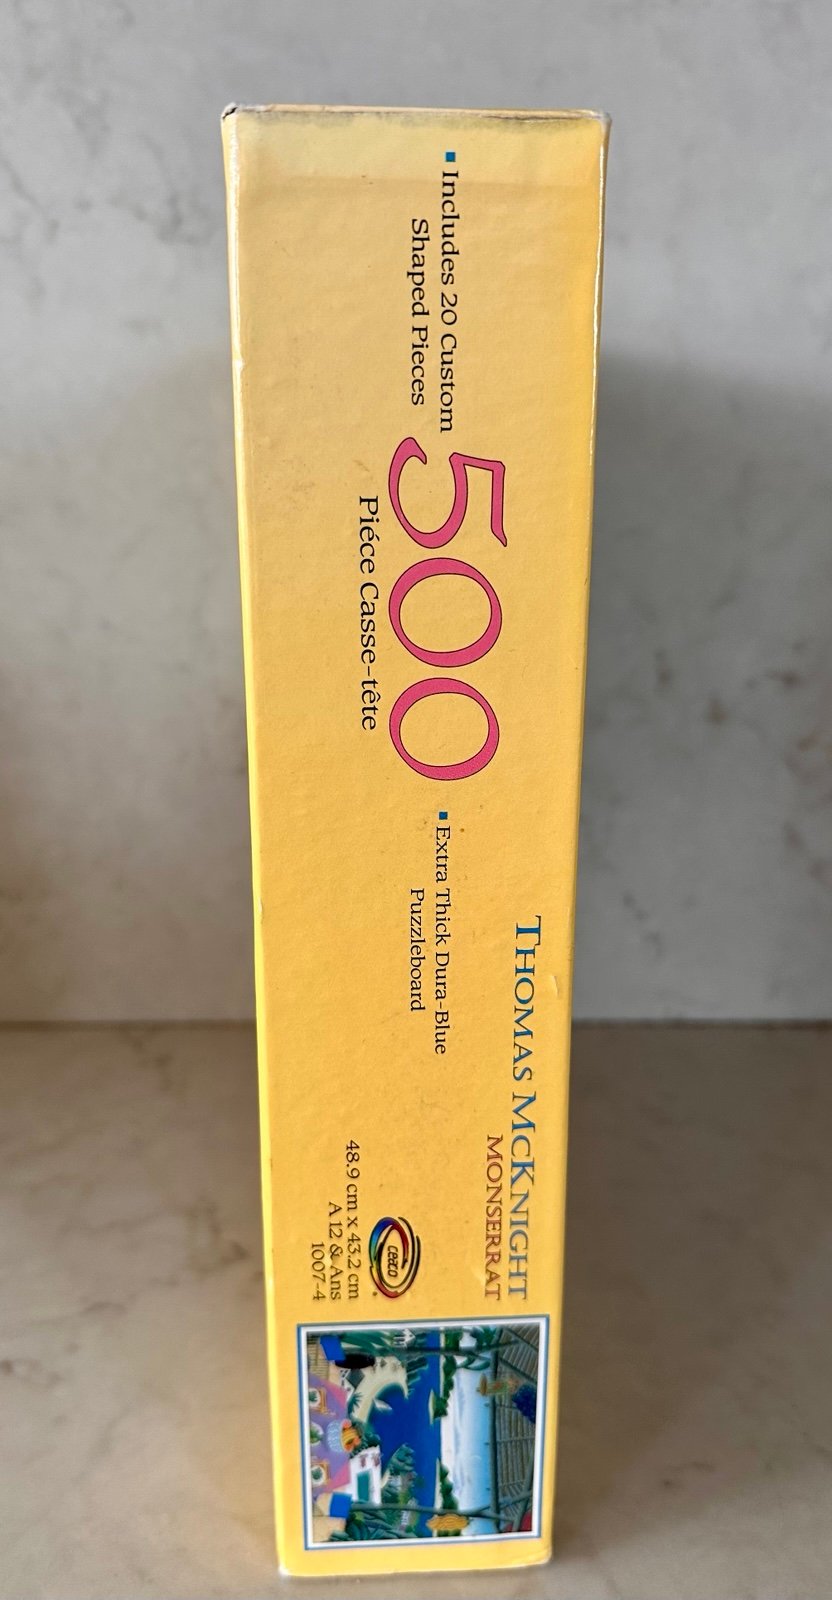 ▪ Includes 20 Custom
Shaped Pieces
500
Piéce Casse-tête
▪ Extra Thick Dura-Blue
Puzzleboard
THOMAS MCKNIGHT
MONSERRAT
ceaco
48.9 cm x 43.2 cm
A 12 & Ans
1007-4